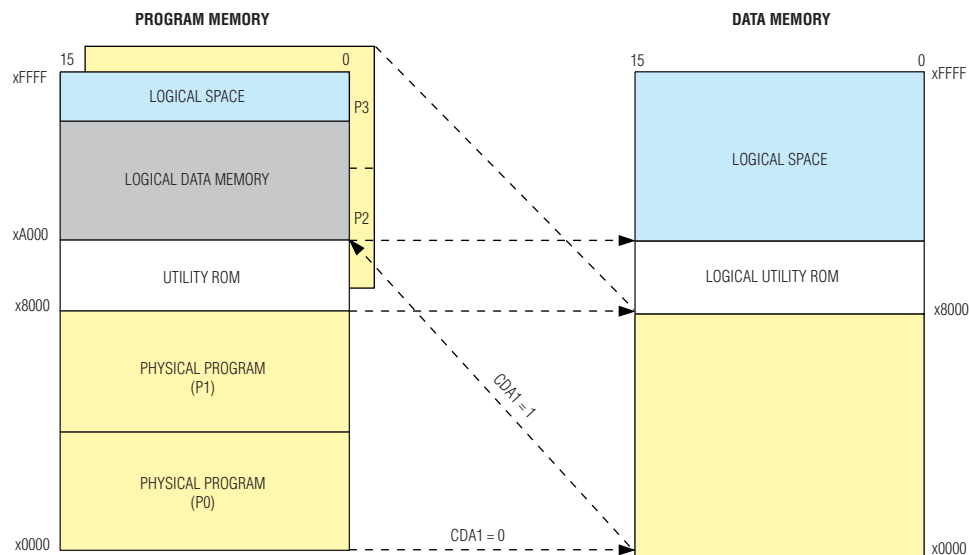 PROGRAM MEMORY
DATA MEMORY
15
0
15
0
xFFFF
xFFFF
LOGICAL SPACE
P3
LOGICAL DATA MEMORY
LOGICAL SPACE
P2
xA000
UTILITY ROM
LOGICAL UTILITY ROM
x8000
x8000
PHYSICAL PROGRAM
(P1)
CDA1 = 1
PHYSICAL PROGRAM
(P0)
CDA1 = 0
x0000
x0000